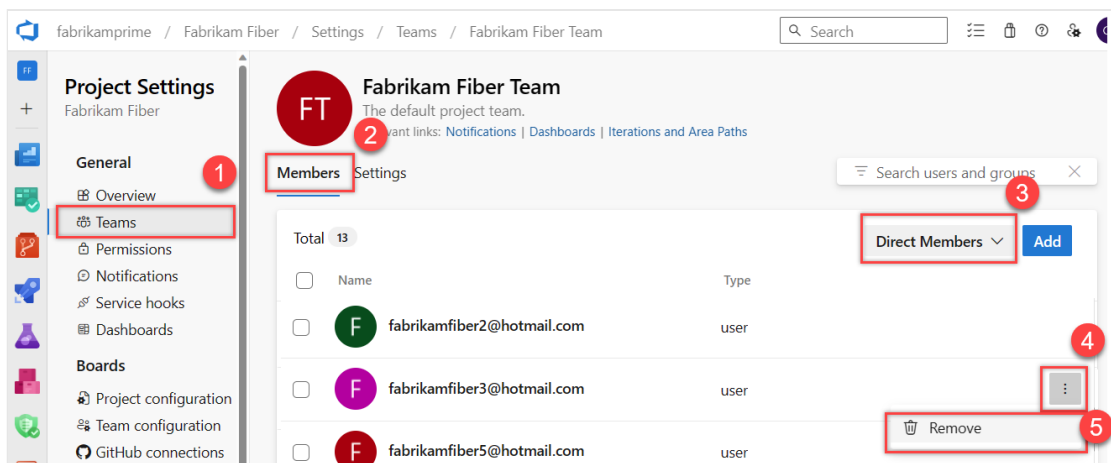 fabrikamprime / Fabrikam Fiber / Settings / Teams / Fabrikam Fiber Team
Search
FF
Project Settings
Fabrikam Fiber
General
1
Overview
Teams
Permissions
Notifications
Service hooks
Dashboards
Boards
Project configuration
Team configuration
GitHub connections
FT
Fabrikam Fiber Team
The default project team.
2
links: Notifications | Dashboards | Iterations and Area Paths
Members
Settings
Search users and groups
3
Total 13
Direct Members
Add
Name
Type
F
fabrikamfiber2@hotmail.com
user
4
F
fabrikamfiber3@hotmail.com
user
Remove
5
F
fabrikamfiber5@hotmail.com
user